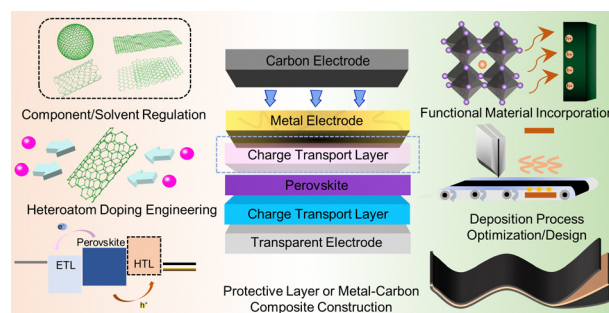 Component/Solvent Regulation
Heteroatom Doping Engineering
Perovskite
ETL
HTL
h⁺
Carbon Electrode
Metal Electrode
Charge Transport Layer
Perovskite
Charge Transport Layer
Transparent Electrode
Protective Layer or Metal-Carbon
Composite Construction
Functional Material Incorporation
Deposition Process
Optimization/Design